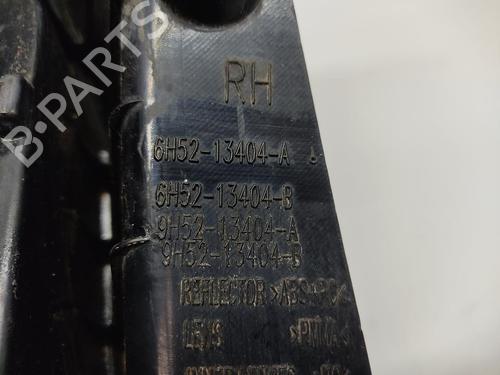 RH
6H52-13404-A
6H52-13404-B
9H52-13404-A
9H52-13404-B
REFLECTOR >ABS+PC<
LENS >PMMA<
B-PARTS